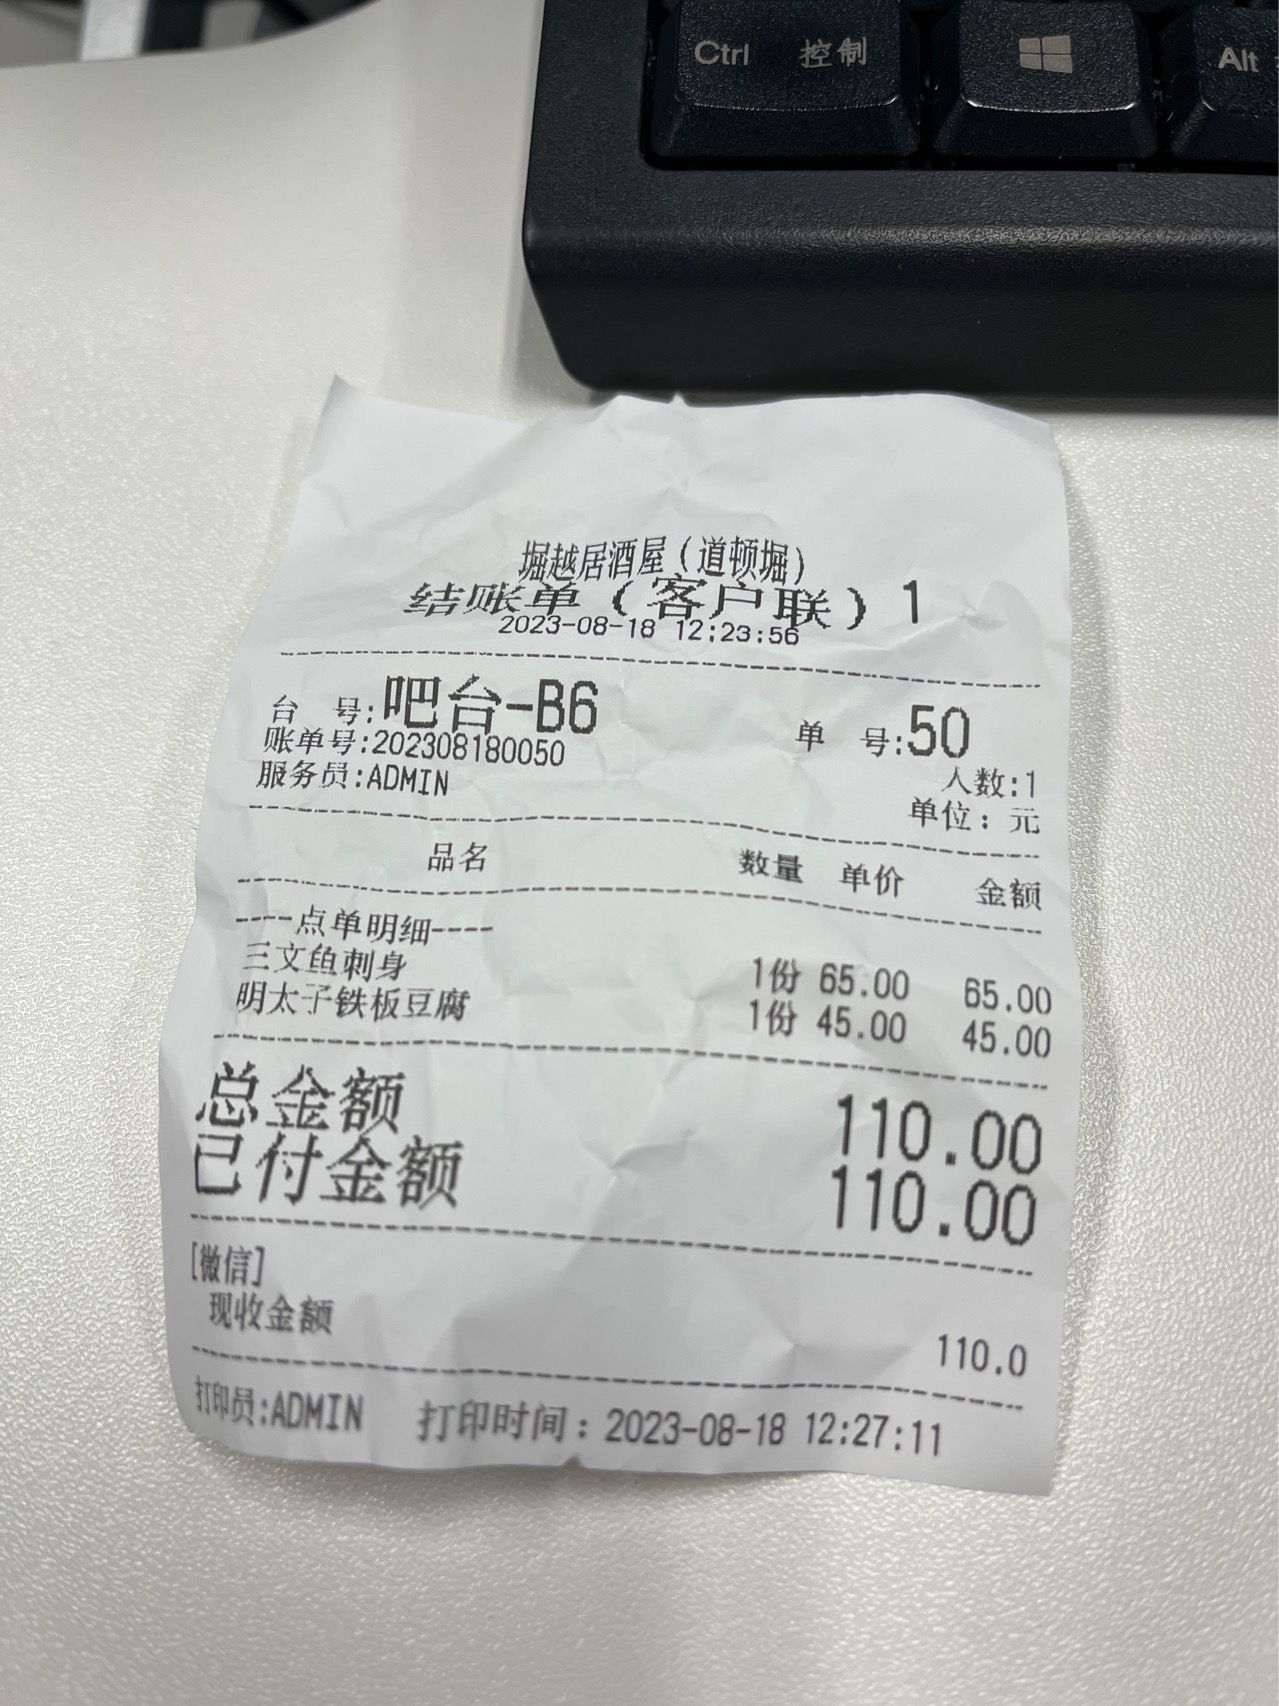 Ctrl 控制 Alt
堀越居酒屋（道顿堀）
结账单（客户联）1
2023-08-18 12:23:56
台 号:吧台-B6 单 号:50
账单号:202308180050
人数:1
服务员:ADMIN
单位：元
品名 数量 单价 金额
----点单明细----
三文鱼刺身 1份 65.00 65.00
明太子铁板豆腐 1份 45.00 45.00
总金额 110.00
已付金额 110.00
[微信]
现收金额 110.0
打印员:ADMIN 打印时间：2023-08-18 12:27:11